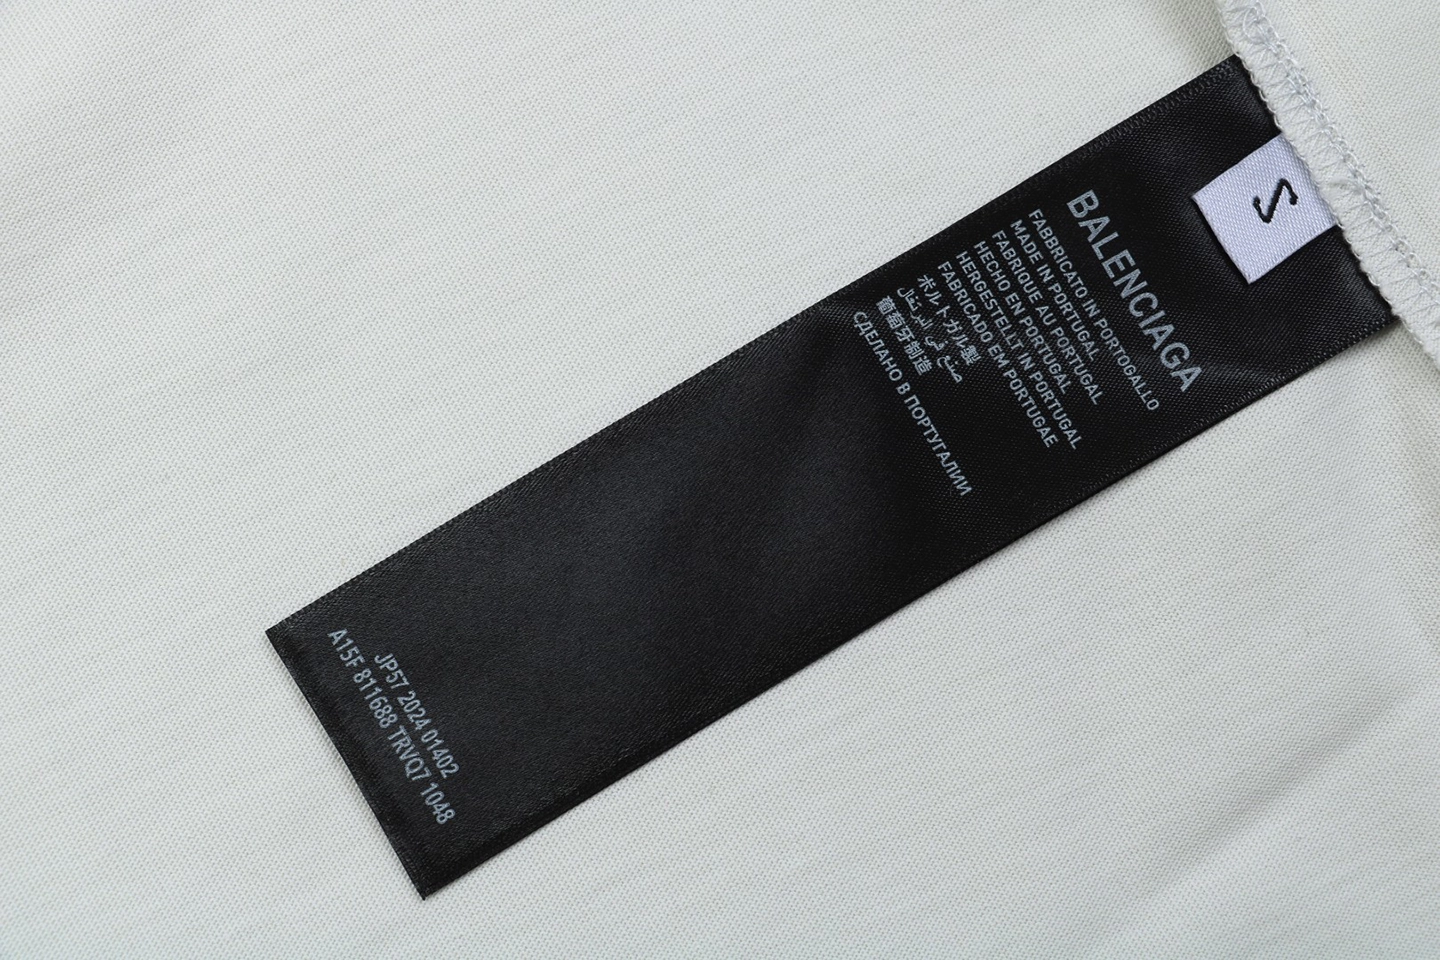 S
BALENCIAGA
FABBRICATO IN PORTOGALLO
MADE IN PORTUGAL
FABRIQUE AU PORTUGAL
HECHO EN PORTUGAL
HERGESTELLT IN PORTUGAL
FABRICADO EM PORTUGAE
ポルトガル製
صنع في البرتغال
葡萄牙制造
СДЕЛАНО В ПОРТУГАЛИИ
JP57 2024 01402
A15F 811688 TRVQ7 1048